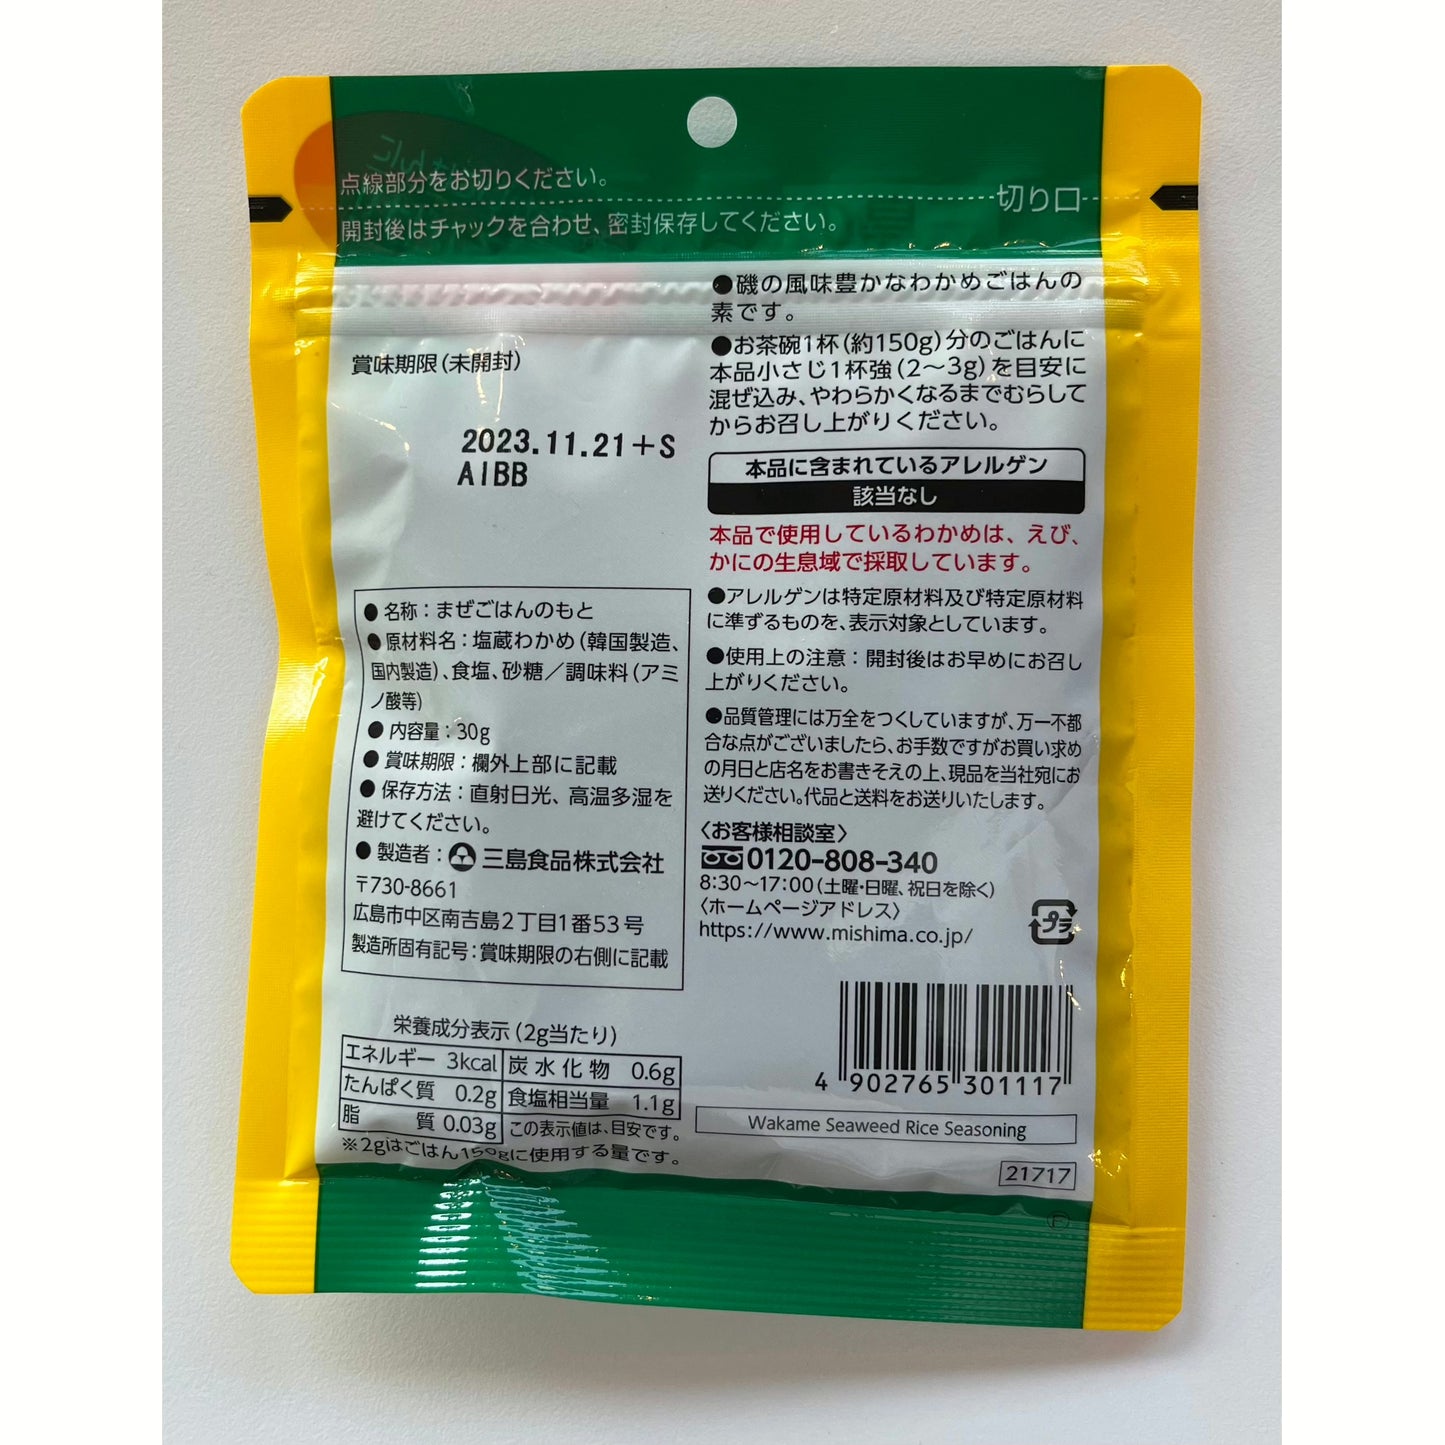 点線部分をお切りください。
切り口
開封後はチャックを合わせ、密封保存してください。
賞味期限(未開封)
2023.11.21+S
AIBB
●名称:まぜごはんのもと
●原材料名:塩蔵わかめ(韓国製造、
国内製造)、食塩、砂糖/調味料(アミ
ノ酸等)
●内容量:30g
●賞味期限:欄外上部に記載
●保存方法:直射日光、高温多湿を
避けてください。
●製造者:三島食品株式会社
〒730-8661
広島市中区南吉島2丁目1番53号
製造所固有記号:賞味期限の右側に記載
栄養成分表示(2g当たり)
エネルギー 3kcal 炭水化物 0.6g
たんぱく質 0.2g 食塩相当量 1.1g
脂質 0.03g この表示値は、目安です。
※2gはごはん150gに使用する量です。
●磯の風味豊かなわかめごはんの
素です。
●お茶碗1杯(約150g)分のごはんに
本品小さじ1杯強(2〜3g)を目安に
混ぜ込み、やわらかくなるまでむらして
からお召し上がりください。
本品に含まれているアレルゲン
該当なし
本品で使用しているわかめは、えび、
かにの生息域で採取しています。
●アレルゲンは特定原材料及び特定原材料
に準ずるものを、表示対象としています。
●使用上の注意:開封後はお早めにお召し
上がりください。
●品質管理には万全をつくしていますが、万一不都
合な点がございましたら、お手数ですがお買い求め
の月日と店名をお書きそえの上、現品を当社宛にお
送りください。代品と送料をお送りいたします。
〈お客様相談室〉
0120-808-340
8:30〜17:00(土曜・日曜、祝日を除く)
〈ホームページアドレス〉
https://www.mishima.co.jp/
プラ
4 902765 301117
Wakame Seaweed Rice Seasoning
21717